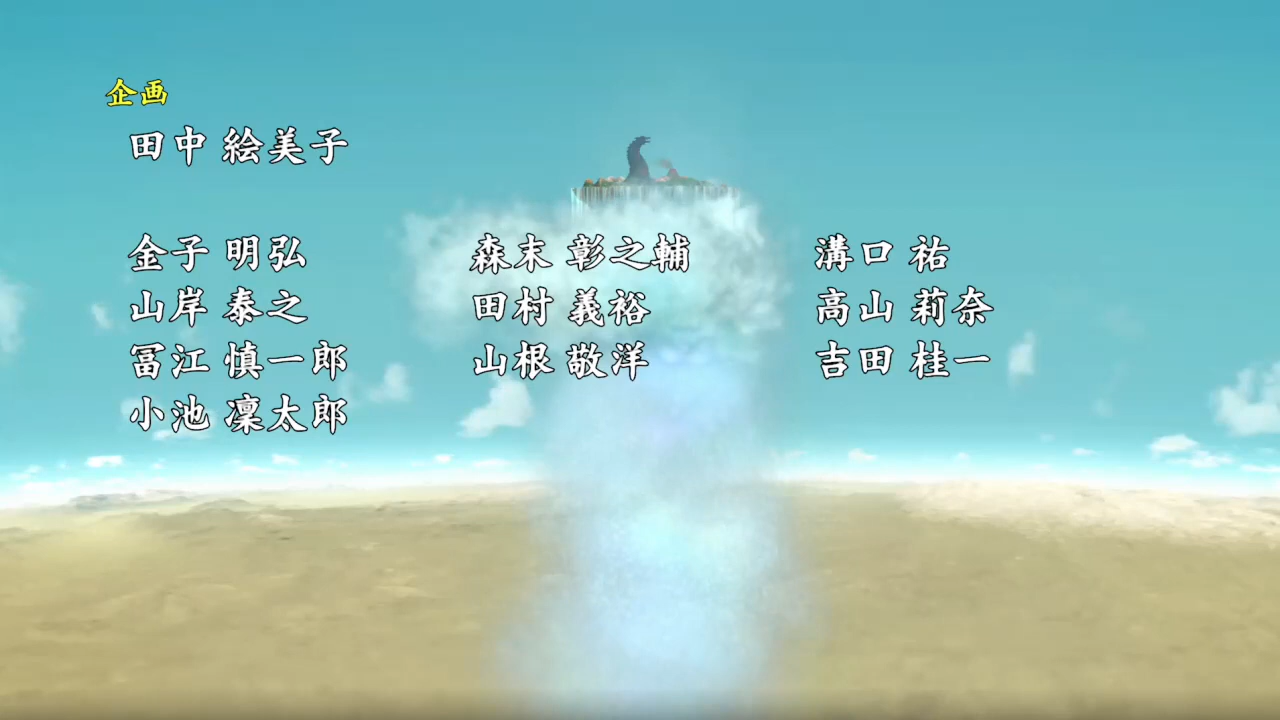 企画
田中 絵美子
金子 明弘 森末 彰之輔 溝口 祐
山岸 泰之 田村 義裕 高山 莉奈
冨江 慎一郎 山根 敬洋 吉田 桂一
小池 凜太郎